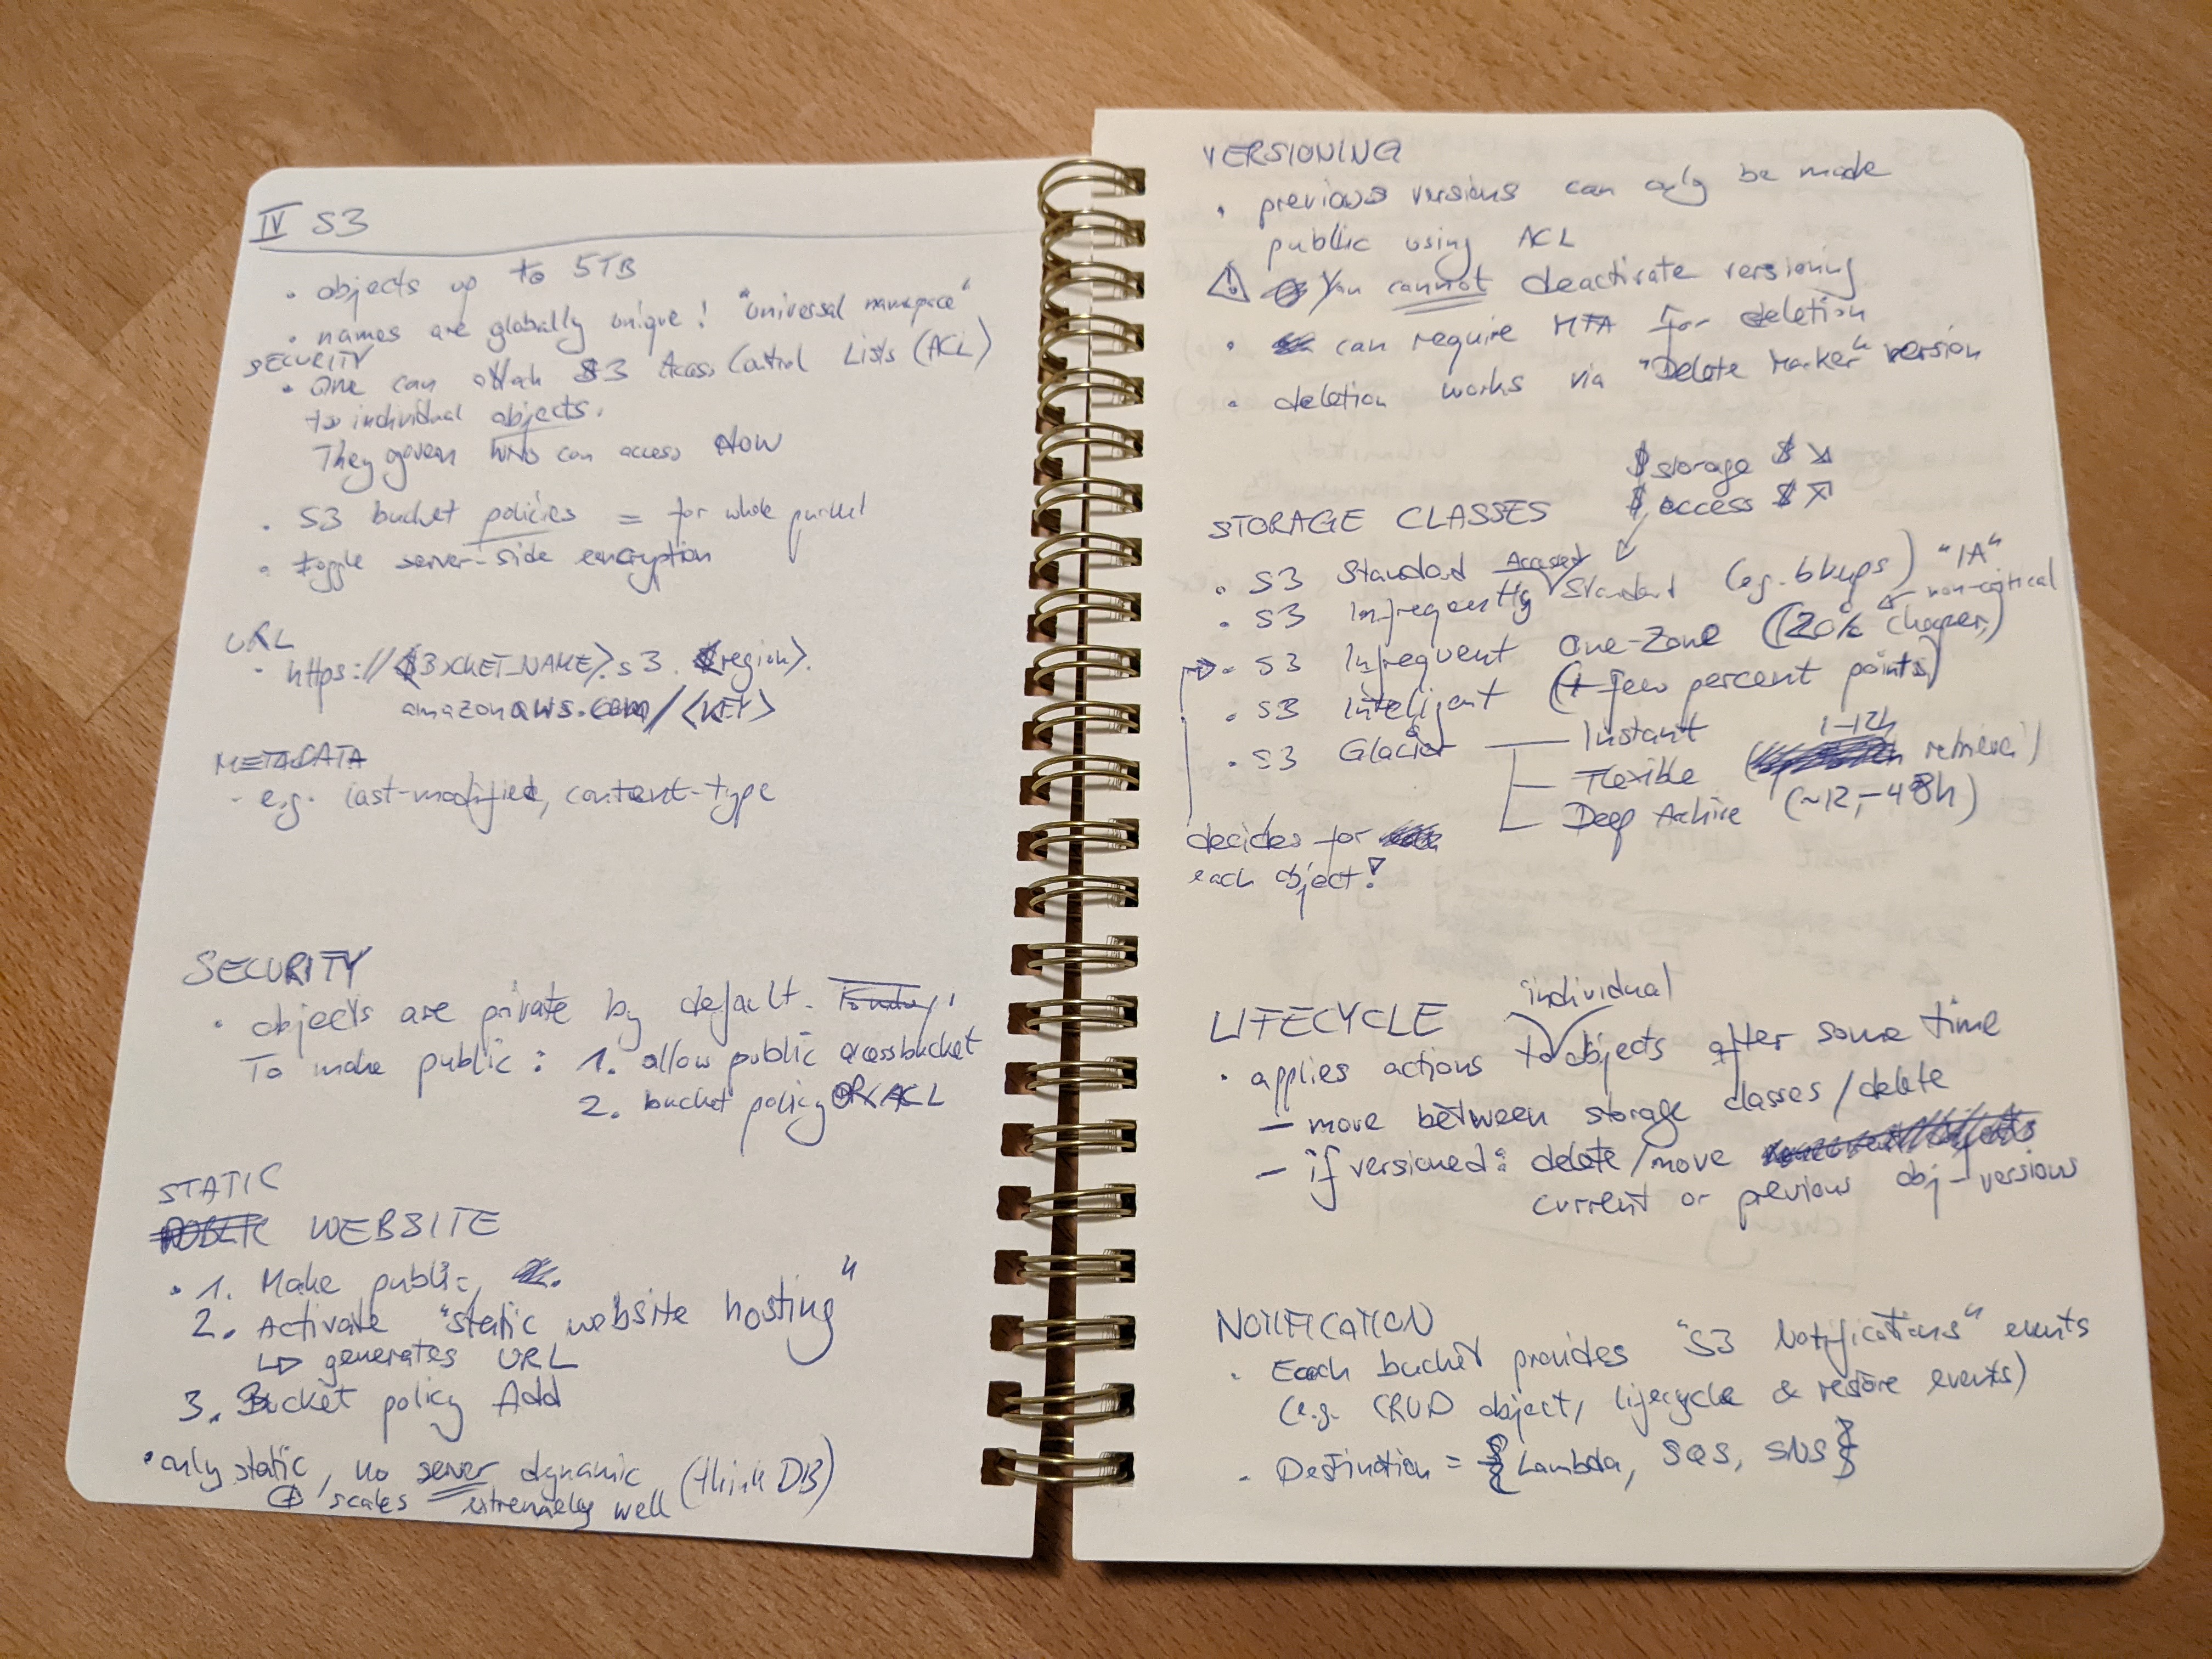 IV S3
• objects up to 5TB
• names are globally unique! "universal namespace"
SECURITY
• One can attach S3 Access Control Lists (ACL)
to individual objects.
They govern WHO can access HOW
• S3 bucket policies = for whole
• toggle server-side encryption
URL
- https://<$BUCKET_NAME>.s3.<region>.
amazonaws.com/<KEY>
METADATA
- e.g. last-modified, content-type
SECURITY
• objects are private by default.
To make public: 1. allow public access bucket
2. bucket policy OR ACL
STATIC
PUBLIC WEBSITE
• 1. Make public
2. Activate "static website hosting"
↳ generates URL
3. Bucket policy Add
• only static, no server dynamic (think DB)
⊕ scales extremely well
VERSIONING
• previous versions can only be made
public using ACL
⚠ You cannot deactivate versioning
• can require MFA for deletion
• deletion works via "Delete Marker" version
$ storage $ ↘
$ access $ ↗
STORAGE CLASSES
• S3 Standard
• S3 Infrequently Accessed Standard (e.g. bkups) "IA"
← non-critical
• S3 Infrequent One-Zone (20% cheaper)
• S3 Inteligent (+ few percent points)
• S3 Glacier — Instant
Flexible (1-12h retrieval)
Deep Achive (~12,-48h)
decides for
each object!
LIFECYCLE
• applies actions to individual objects after some time
- move between storage classes/delete
- if versioned: delete/move
current or previous obj-versions
NOTIFICATION
• Each bucket provides "S3 Notifications" events
(e.g. CRUD object, lifecycle & restore events)
• Destination = {Lambda, SQS, SNS}